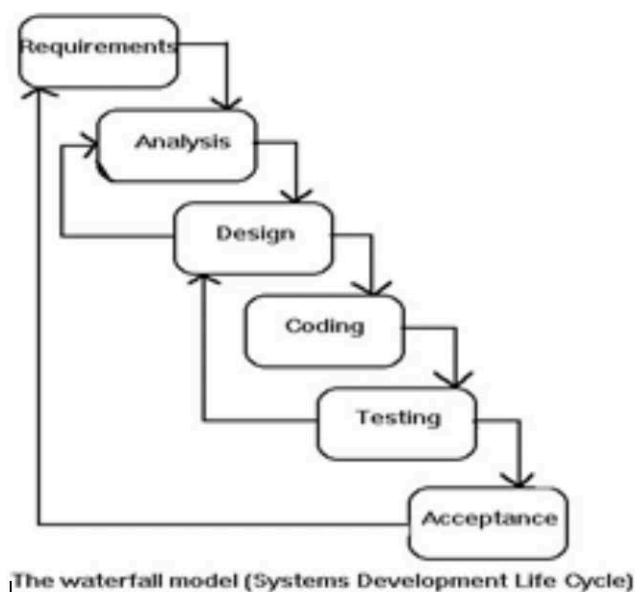 Requirements
Analysis
Design
Coding
Testing
Acceptance
The waterfall model (Systems Development Life Cycle)